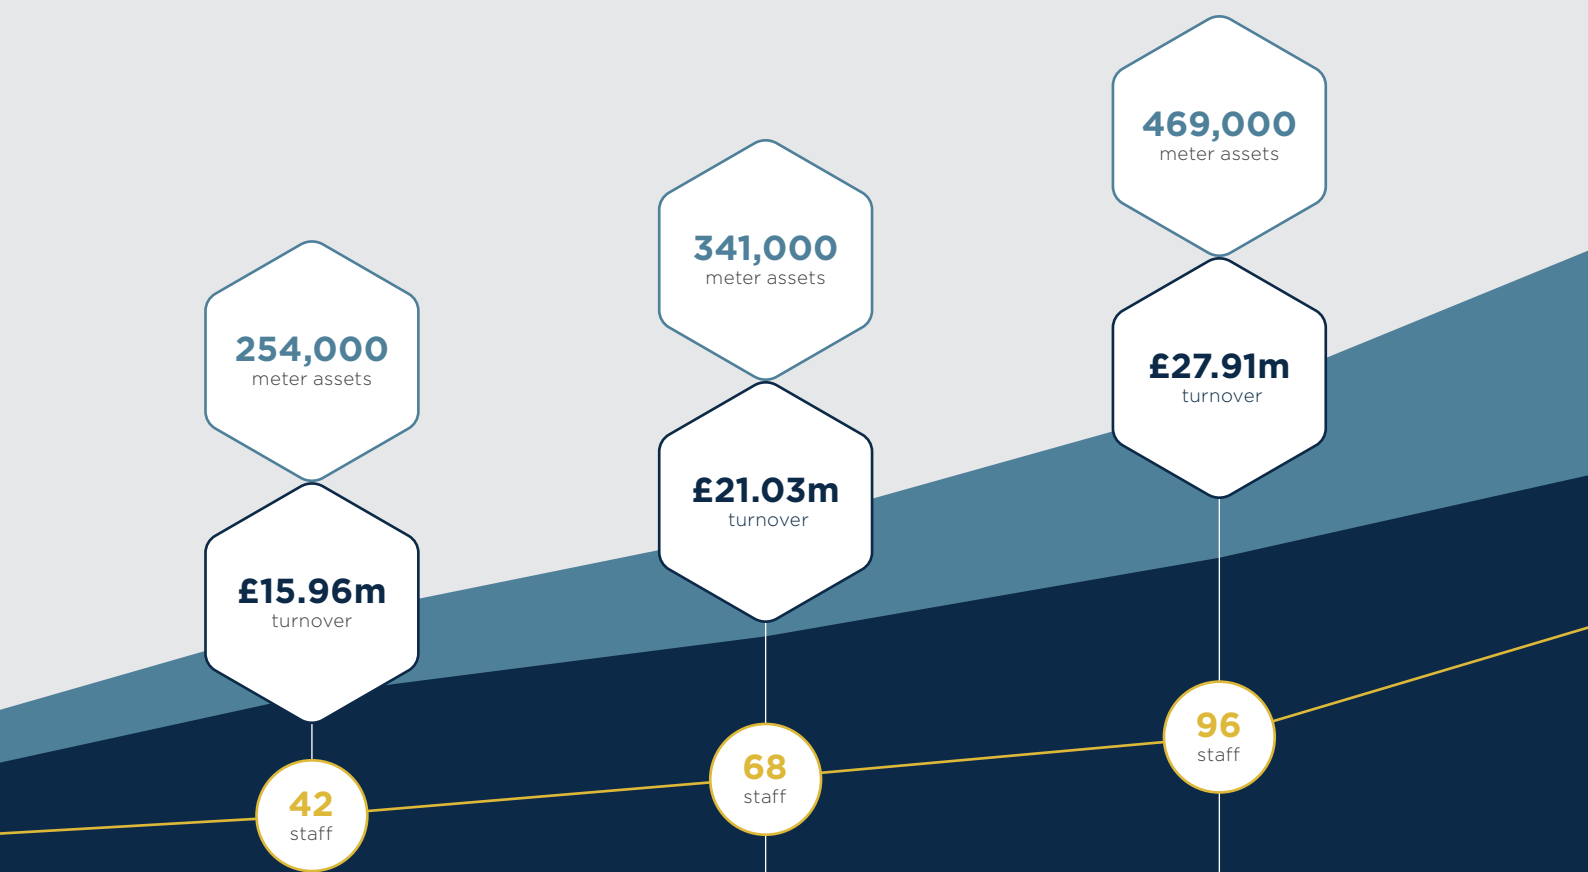 254,000
meter assets
£15.96m
turnover
42
staff
341,000
meter assets
£21.03m
turnover
68
staff
469,000
meter assets
£27.91m
turnover
96
staff